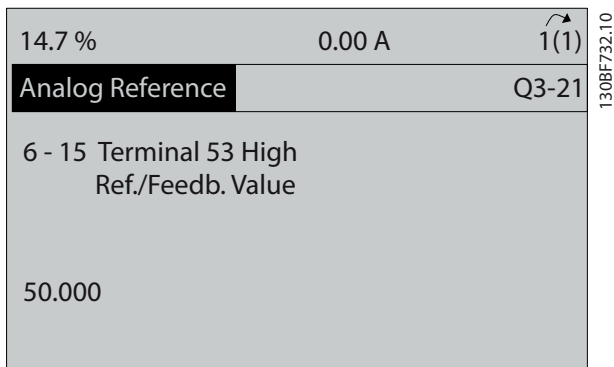 14.7 % 0.00 A 1(1)
Analog Reference Q3-21
6 - 15 Terminal 53 High
Ref./Feedb. Value
50.000
130BF732.10